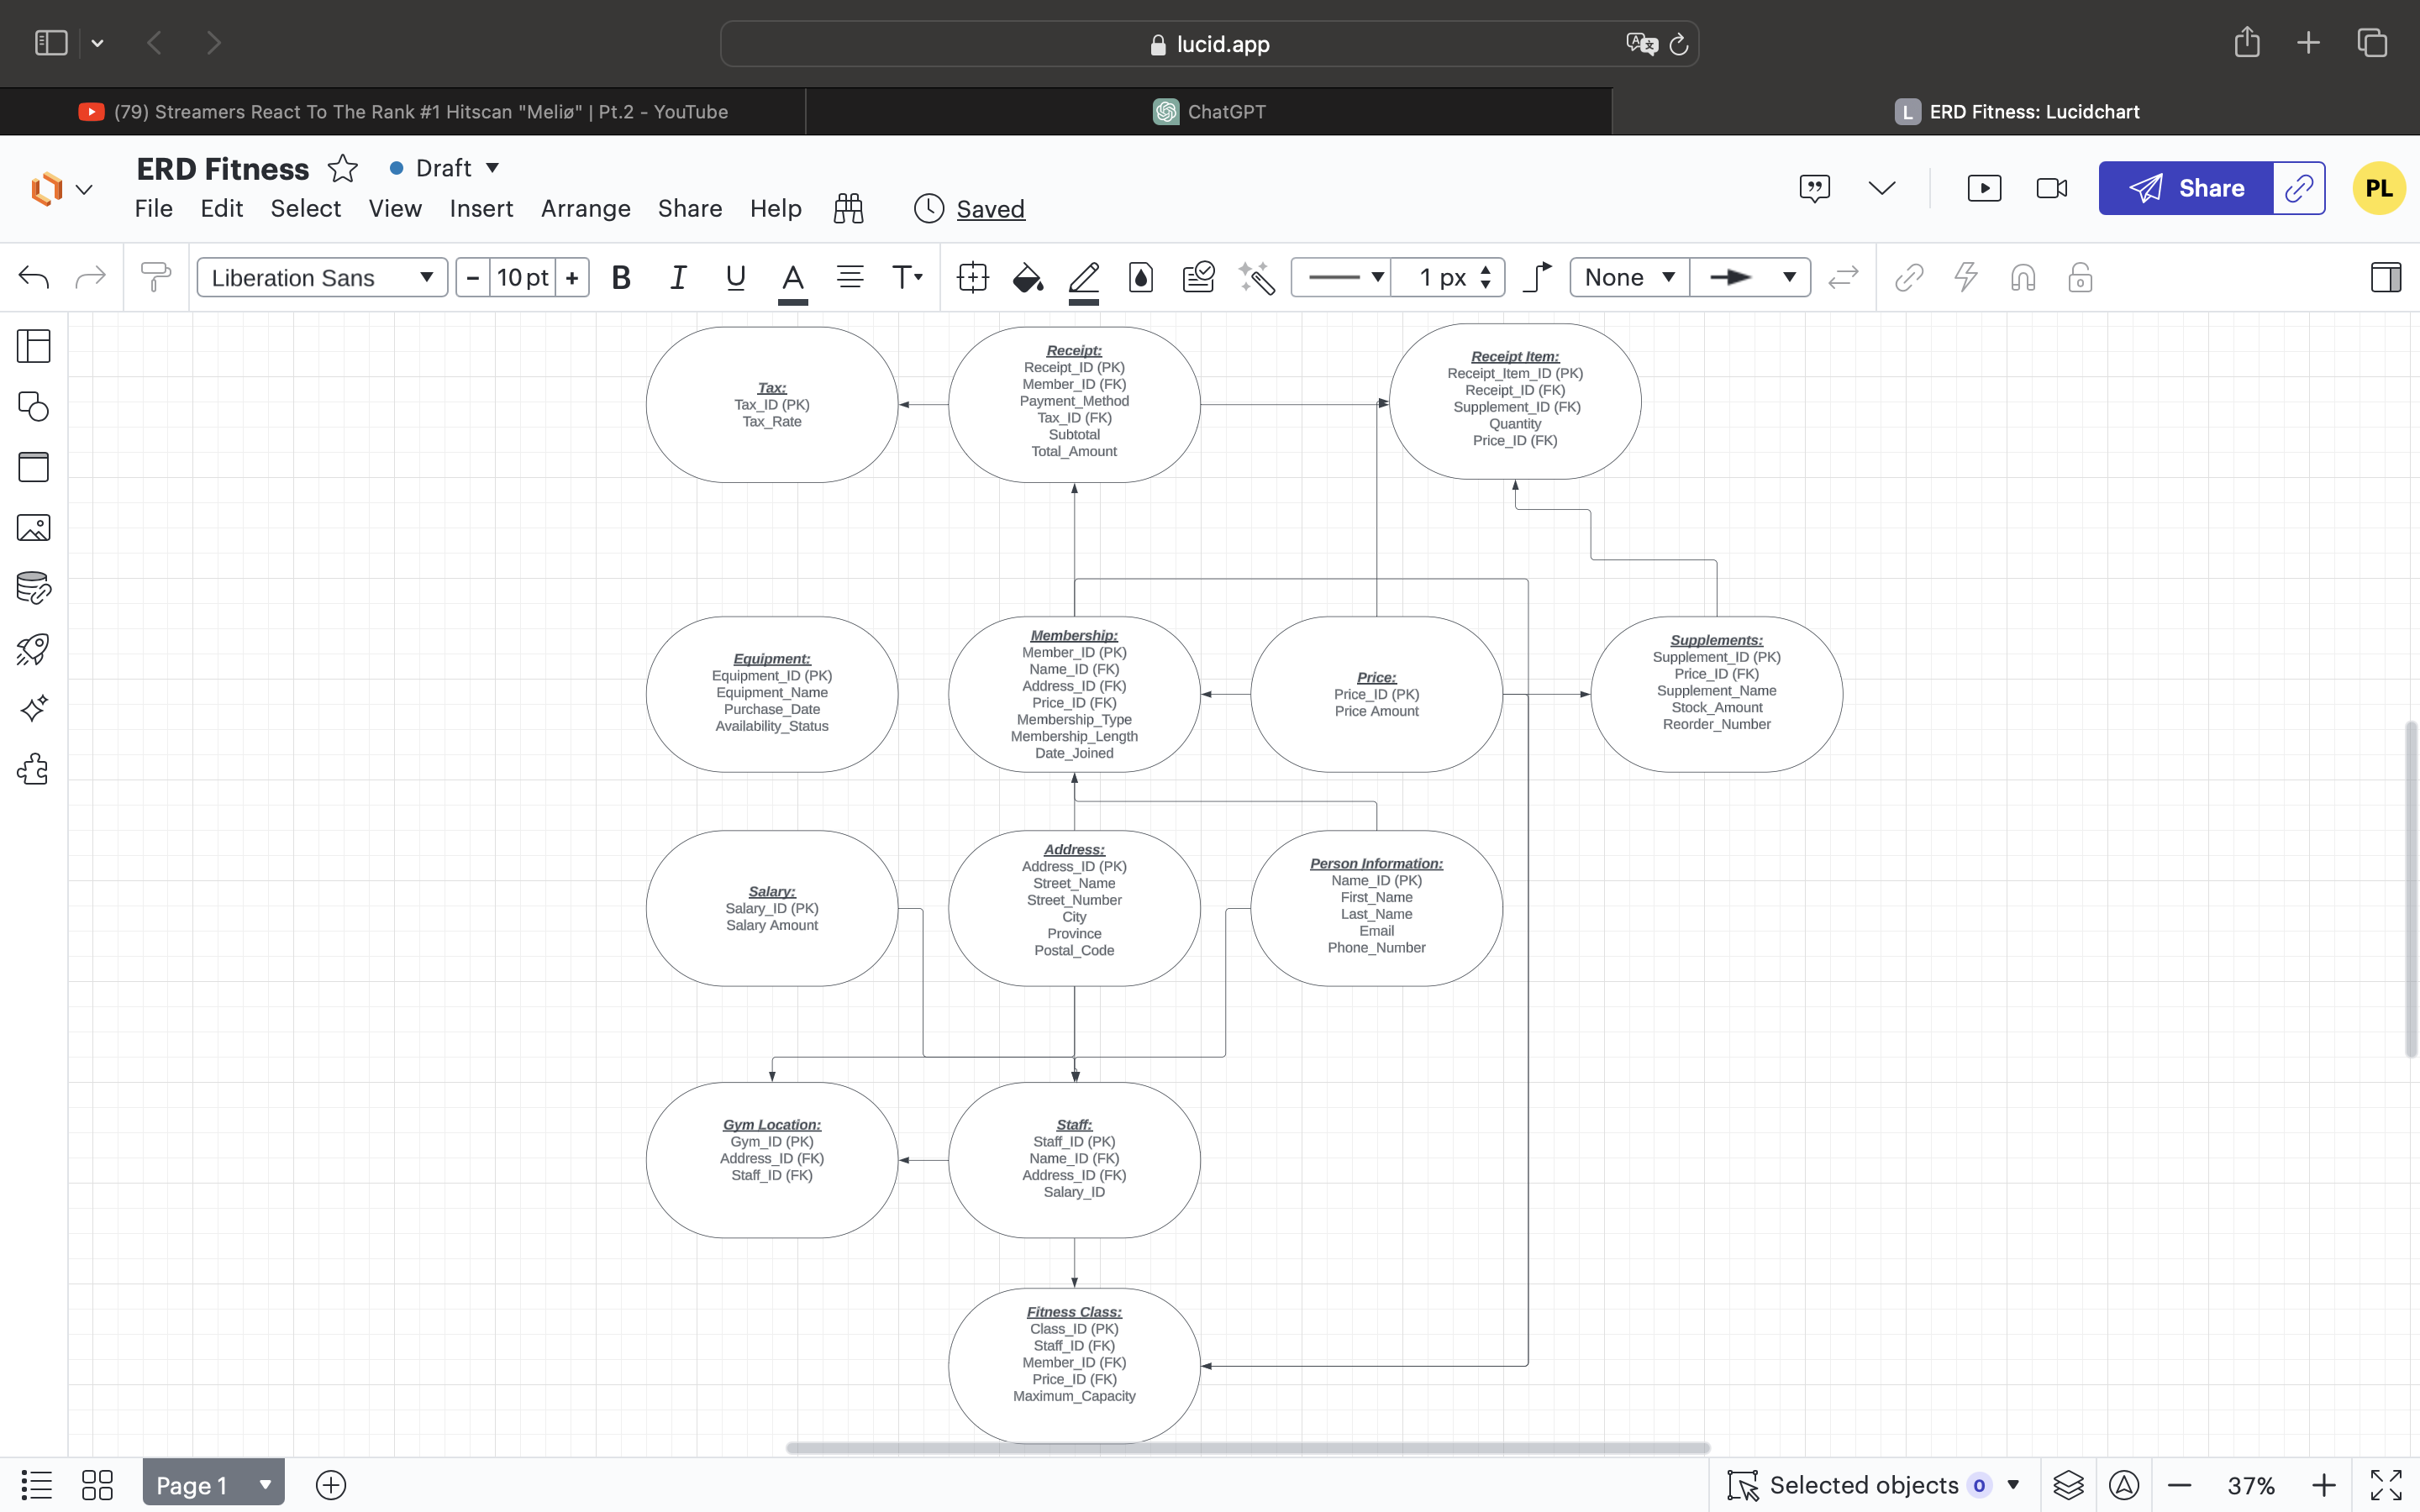 lucid.app
(79) Streamers React To The Rank #1 Hitscan "Meliø" | Pt.2 - YouTube
ChatGPT
L ERD Fitness: Lucidchart
ERD Fitness
Draft
File Edit Select View Insert Arrange Share Help
Saved
Share
PL
Liberation Sans
- 10 pt +
B I U A T
1 px
None
Tax:
Tax_ID (PK)
Tax_Rate
Receipt:
Receipt_ID (PK)
Member_ID (FK)
Payment_Method
Tax_ID (FK)
Subtotal
Total_Amount
Receipt Item:
Receipt_Item_ID (PK)
Receipt_ID (FK)
Supplement_ID (FK)
Quantity
Price_ID (FK)
Equipment:
Equipment_ID (PK)
Equipment_Name
Purchase_Date
Availability_Status
Membership:
Member_ID (PK)
Name_ID (FK)
Address_ID (FK)
Price_ID (FK)
Membership_Type
Membership_Length
Date_Joined
Price:
Price_ID (PK)
Price Amount
Supplements:
Supplement_ID (PK)
Price_ID (FK)
Supplement_Name
Stock_Amount
Reorder_Number
Salary:
Salary_ID (PK)
Salary Amount
Address:
Address_ID (PK)
Street_Name
Street_Number
City
Province
Postal_Code
Person Information:
Name_ID (PK)
First_Name
Last_Name
Email
Phone_Number
Gym Location:
Gym_ID (PK)
Address_ID (FK)
Staff_ID (FK)
Staff:
Staff_ID (PK)
Name_ID (FK)
Address_ID (FK)
Salary_ID
Fitness Class:
Class_ID (PK)
Staff_ID (FK)
Member_ID (FK)
Price_ID (FK)
Maximum_Capacity
Page 1
Selected objects 0
37%